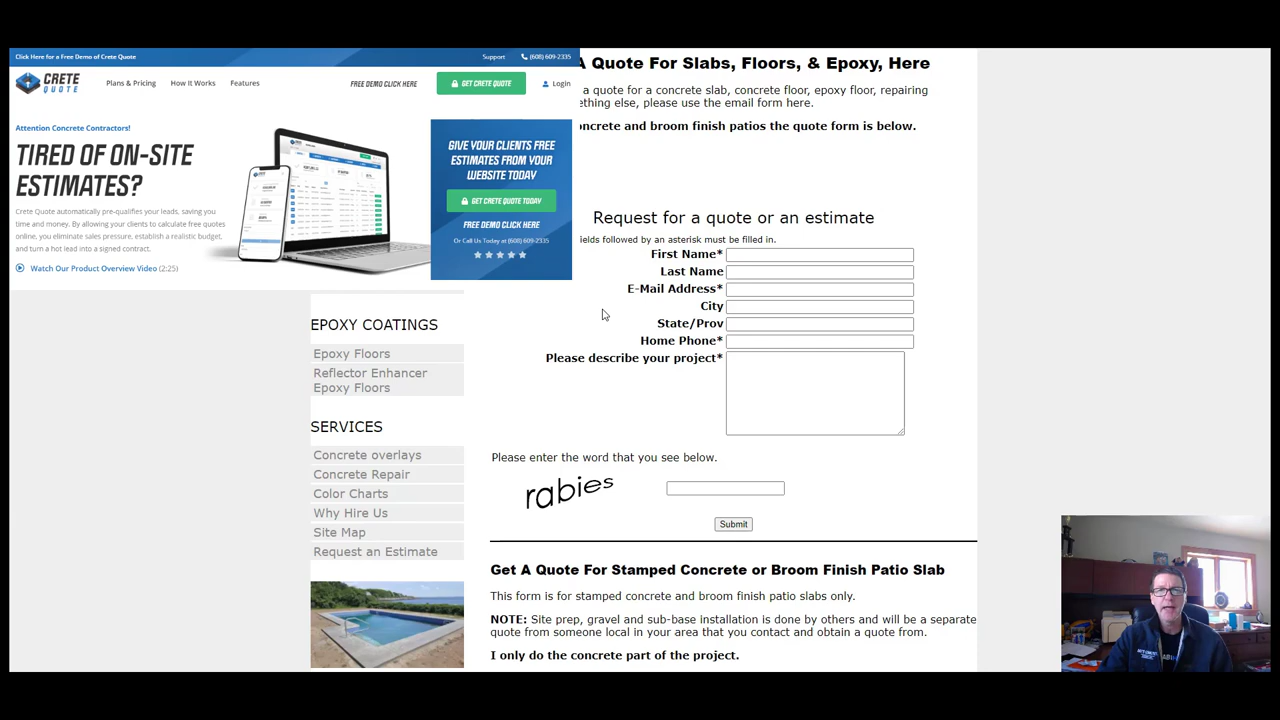 Click Here for a Free Demo of Crete Quote
Support
(608) 609-2335
CRETE
QUOTE
Plans & Pricing
How It Works
Features
FREE DEMO CLICK HERE
GET CRETE QUOTE
Login
Attention Concrete Contractors!
TIRED OF ON-SITE
ESTIMATES?
Crete Quote automatically pre-qualifies your leads, saving you
time and money. By allowing your clients to calculate free quotes
online, you eliminate sales pressure, establish a realistic budget,
and turn a hot lead into a signed contract.
Watch Our Product Overview Video (2:25)
GIVE YOUR CLIENTS FREE
ESTIMATES FROM YOUR
WEBSITE TODAY
GET CRETE QUOTE TODAY
FREE DEMO CLICK HERE
Or Call Us Today at (608) 609-2335
A Quote For Slabs, Floors, & Epoxy, Here
a quote for a concrete slab, concrete floor, epoxy floor, repairing
thing else, please use the email form here.
ncrete and broom finish patios the quote form is below.
Request for a quote or an estimate
ields followed by an asterisk must be filled in.
First Name*
Last Name
E-Mail Address*
City
State/Prov
Home Phone*
Please describe your project*
Please enter the word that you see below.
rabies
Submit
EPOXY COATINGS
Epoxy Floors
Reflector Enhancer
Epoxy Floors
SERVICES
Concrete overlays
Concrete Repair
Color Charts
Why Hire Us
Site Map
Request an Estimate
Get A Quote For Stamped Concrete or Broom Finish Patio Slab
This form is for stamped concrete and broom finish patio slabs only.
NOTE: Site prep, gravel and sub-base installation is done by others and will be a separate
quote from someone local in your area that you contact and obtain a quote from.
I only do the concrete part of the project.